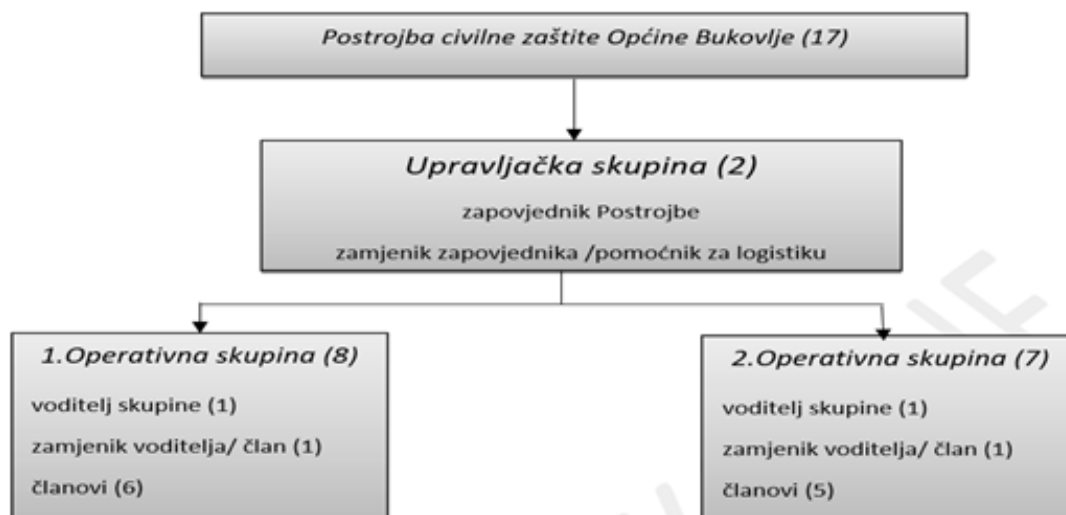 Postrojba civilne zaštite Općine Bukovlje (17)
Upravljačka skupina (2)
zapovjednik Postrojbe
zamjenik zapovjednika /pomoćnik za logistiku
1.Operativna skupina (8)
voditelj skupine (1)
zamjenik voditelja/ član (1)
članovi (6)
2.Operativna skupina (7)
voditelj skupine (1)
zamjenik voditelja/ član (1)
članovi (5)